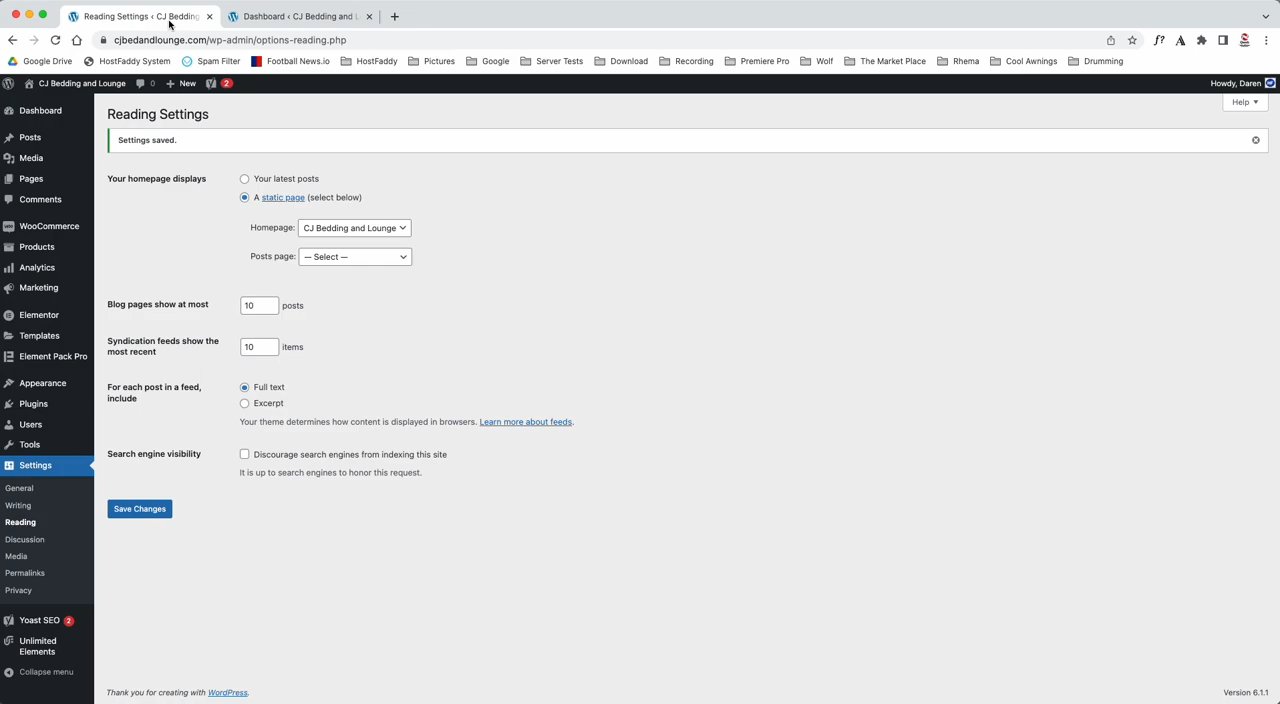 Reading Settings ‹ CJ Bedding
Dashboard ‹ CJ Bedding and L
cjbedandlounge.com/wp-admin/options-reading.php
Google Drive
HostFaddy System
Spam Filter
Football News.io
HostFaddy
Pictures
Google
Server Tests
Download
Recording
Premiere Pro
Wolf
The Market Place
Rhema
Cool Awnings
Drumming
CJ Bedding and Lounge
0
New
2
Howdy, Daren
Dashboard
Posts
Media
Pages
Comments
WooCommerce
Products
Analytics
Marketing
Elementor
Templates
Element Pack Pro
Appearance
Plugins
Users
Tools
Settings
General
Writing
Reading
Discussion
Media
Permalinks
Privacy
Yoast SEO 2
Unlimited
Elements
Collapse menu
Help ▼
Reading Settings
Settings saved.
Your homepage displays
Your latest posts
A static page (select below)
Homepage: CJ Bedding and Lounge
Posts page: — Select —
Blog pages show at most
10 posts
Syndication feeds show the
most recent
10 items
For each post in a feed,
include
Full text
Excerpt
Your theme determines how content is displayed in browsers. Learn more about feeds.
Search engine visibility
Discourage search engines from indexing this site
It is up to search engines to honor this request.
Save Changes
Thank you for creating with WordPress.
Version 6.1.1